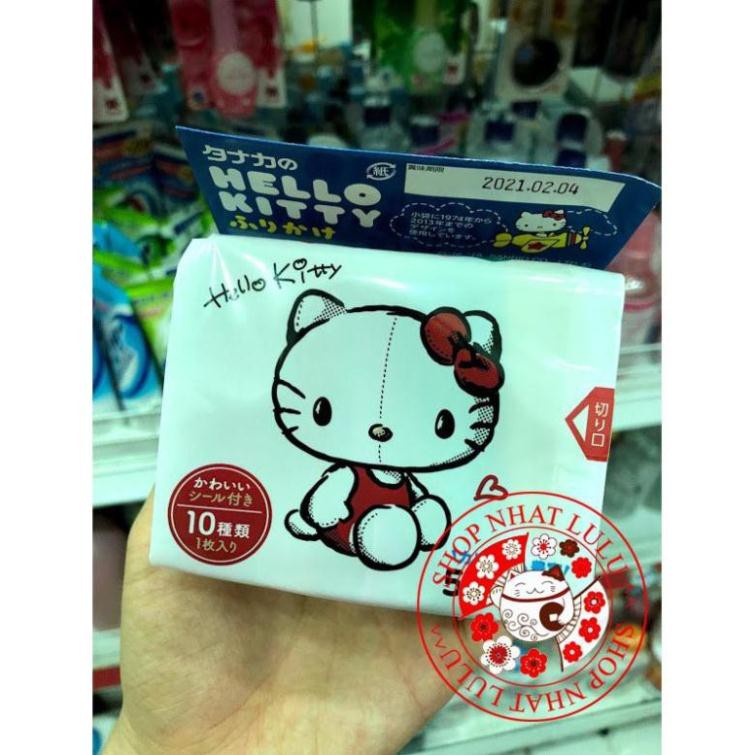 タナカの
HELLO
KITTY
ふりかけ
紙
賞味期限
2021.02.04
小袋に1974年から
2013年までの
デザインを
使用しています。
Hello Kitty
切り口
かわいい
シール付き
10種類
1枚入り
SHOP NHAT LULU
SHOP NHAT LULU